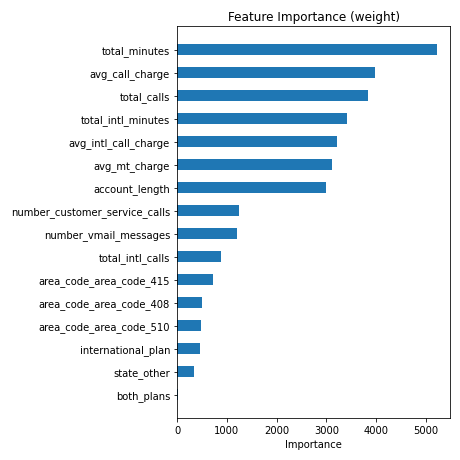 Feature Importance (weight)
total_minutes
avg_call_charge
total_calls
total_intl_minutes
avg_intl_call_charge
avg_mt_charge
account_length
number_customer_service_calls
number_vmail_messages
total_intl_calls
area_code_area_code_415
area_code_area_code_408
area_code_area_code_510
international_plan
state_other
both_plans
0 1000 2000 3000 4000 5000
Importance